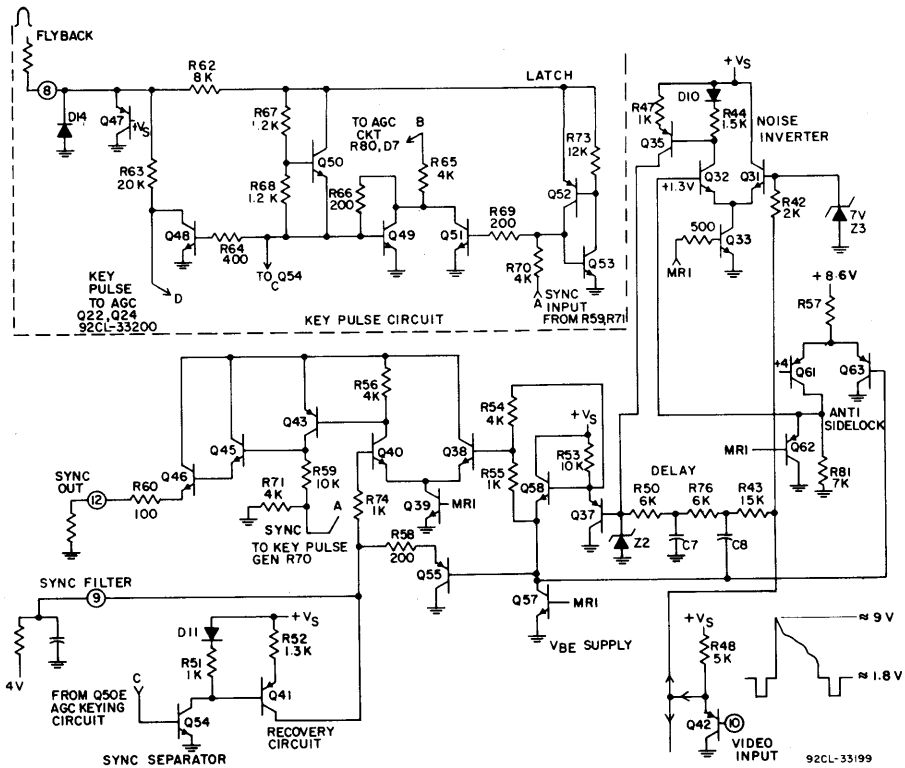 FLYBACK
8
D14
Q47
+VS
R62
8K
R63
20K
R67
1.2K
R68
1.2K
Q50
TO AGC
CKT
R80, D7
B
R65
4K
R66
200
LATCH
R73
12K
Q52
Q53
Q48
R64
400
TO Q54
C
Q49
Q51
R69
200
R70
4K
A
SYNC
INPUT
FROM R59,R71
D
KEY
PULSE
TO AGC
Q22, Q24
92CL-33200
KEY PULSE CIRCUIT
+VS
R47
1K
D10
R44
1.5K
NOISE
INVERTER
Q35
Q32
Q31
+1.3V
R42
2K
7V
Z3
500
Q33
MR1
+8.6V
R57
+4
Q61
Q63
ANTI
SIDELOCK
MR1
Q62
R81
7K
R56
4K
R54
4K
+VS
R53
10K
Q43
Q45
Q40
Q38
Q46
R59
10K
R55
1K
Q58
DELAY
R50
6K
R76
6K
R43
15K
SYNC
OUT
12
R60
100
R71
4K
A
SYNC
TO KEY PULSE
GEN R70
R74
1K
Q39
MR1
Q37
Z2
C7
C8
R58
200
Q55
Q57
MR1
VBE SUPPLY
SYNC FILTER
9
4V
D11
+VS
R51
1K
R52
1.3K
Q41
FROM Q50E
AGC KEYING
CIRCUIT
C
Q54
RECOVERY
CIRCUIT
SYNC SEPARATOR
+VS
R48
5K
Q42
10
VIDEO
INPUT
≈ 9V
≈ 1.8V
92CL-33199